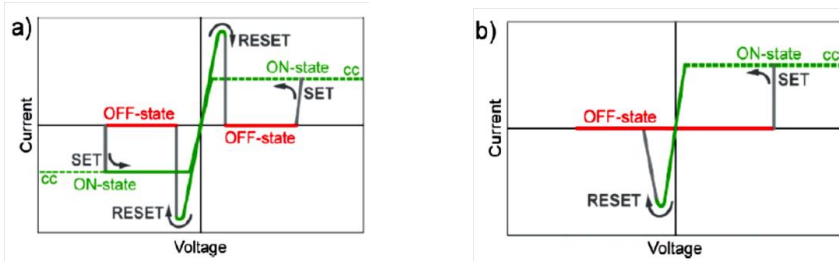 a)
RESET
ON-state cc
SET
OFF-state
OFF-state
Current
SET
cc ON-state
RESET
Voltage
b)
ON-state cc
SET
OFF-state
Current
RESET
Voltage